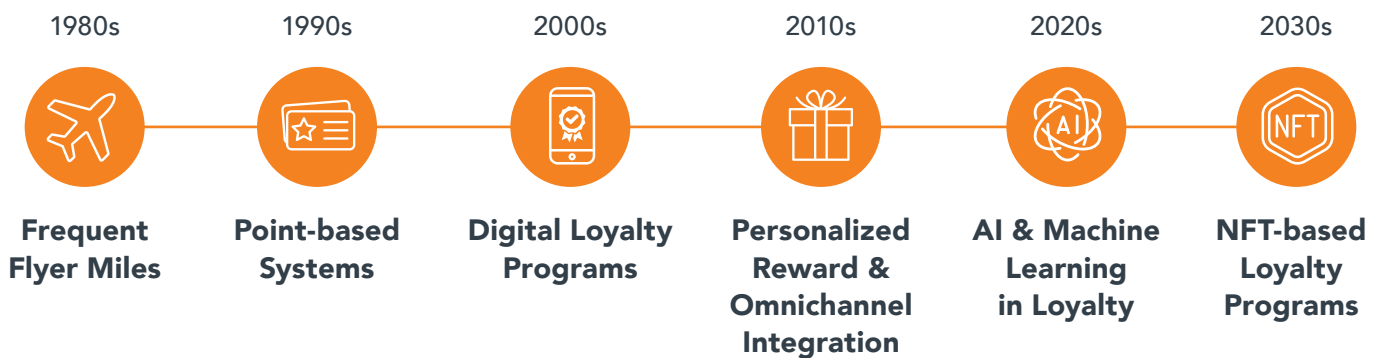 1980s
1990s
2000s
2010s
2020s
2030s
AI
NFT
Frequent
Flyer Miles
Point-based
Systems
Digital Loyalty
Programs
Personalized
Reward &
Omnichannel
Integration
AI & Machine
Learning
in Loyalty
NFT-based
Loyalty
Programs